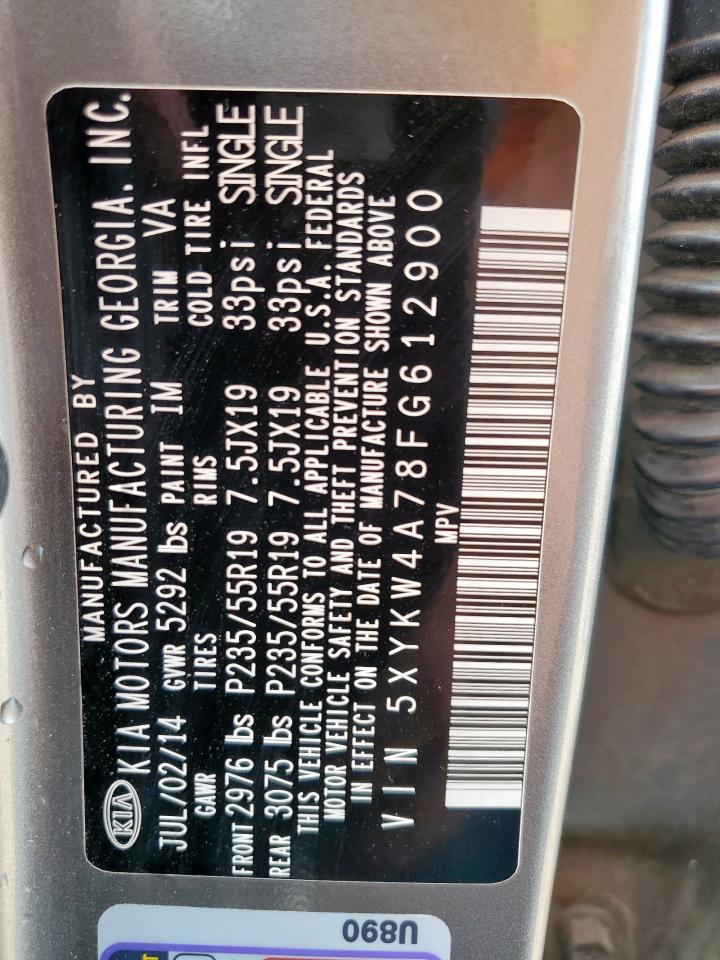 MANUFACTURED BY
KIA KIA MOTORS MANUFACTURING GEORGIA. INC.
JUL/02/14 GVWR 5292 lbs PAINT IM TRIM VA
GAWR TIRES RIMS COLD TIRE INFL
FRONT 2976 lbs P235/55R19 7.5JX19 33psi SINGLE
REAR 3075 lbs P235/55R19 7.5JX19 33psi SINGLE
THIS VEHICLE CONFORMS TO ALL APPLICABLE U.S.A. FEDERAL
MOTOR VEHICLE SAFETY AND THEFT PREVENTION STANDARDS
IN EFFECT ON THE DATE OF MANUFACTURE SHOWN ABOVE
VIN 5XYKW4A78FG612900
MPV
U890